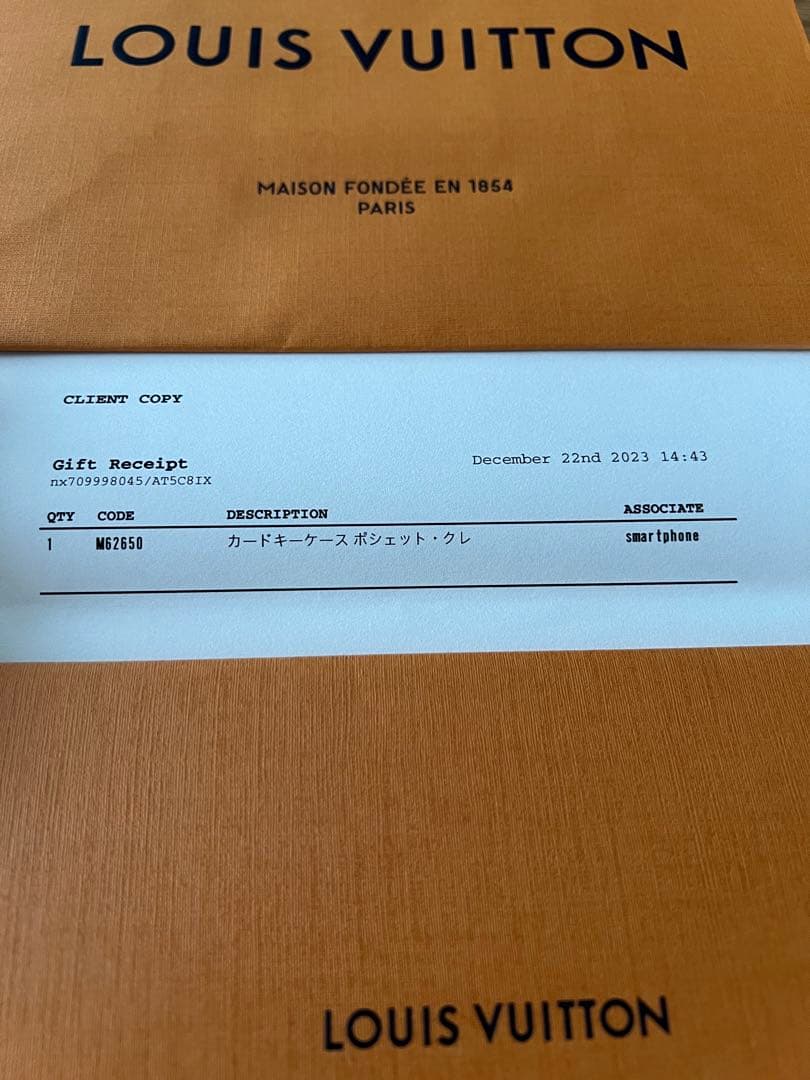 LOUIS VUITTON
MAISON FONDÉE EN 1854
PARIS
CLIENT COPY
Gift Receipt
December 22nd 2023 14:43
nx709998045/AT5C8IX
QTY CODE DESCRIPTION ASSOCIATE
1 M62650 カードキーケース ポシェット・クレ smartphone
LOUIS VUITTON